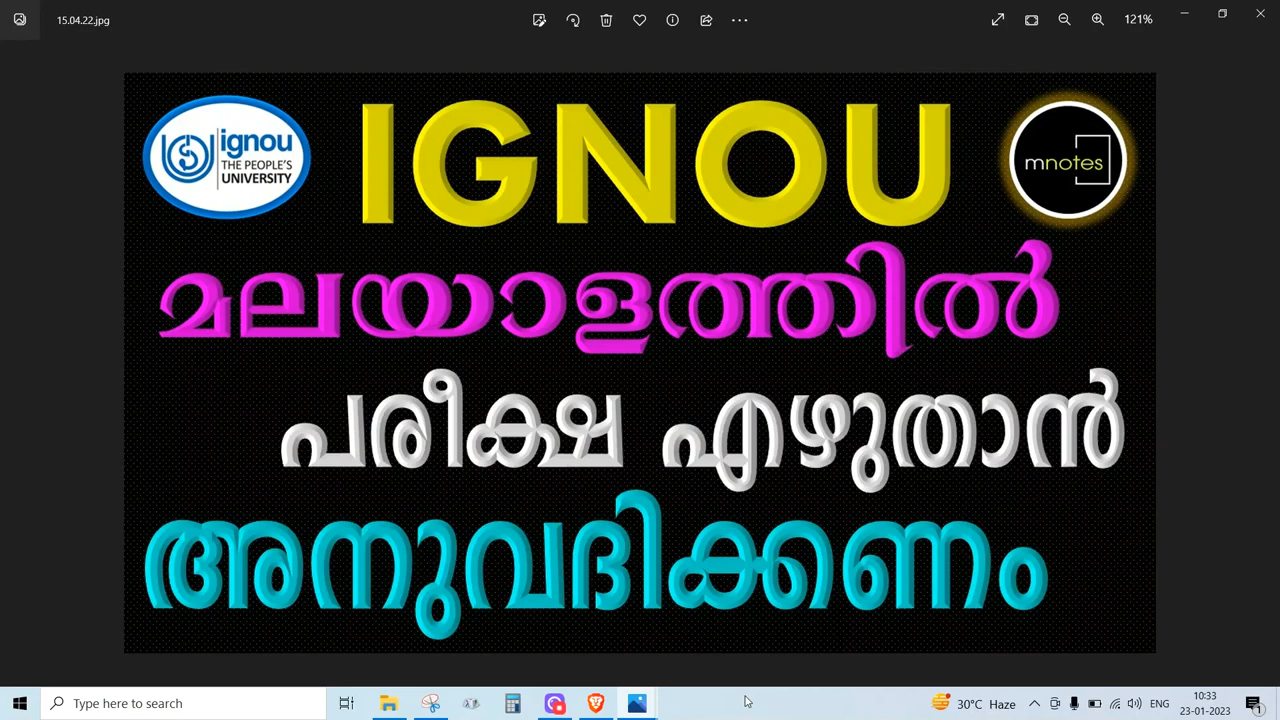 15.04.22.jpg
121%
ignou
THE PEOPLE'S
UNIVERSITY
IGNOU
mnotes
മലയാളത്തിൽ
പരീക്ഷ എഴുതാൻ
അനുവദിക്കണം
Type here to search
30°C Haze
ENG
10:33
23-01-2023
1